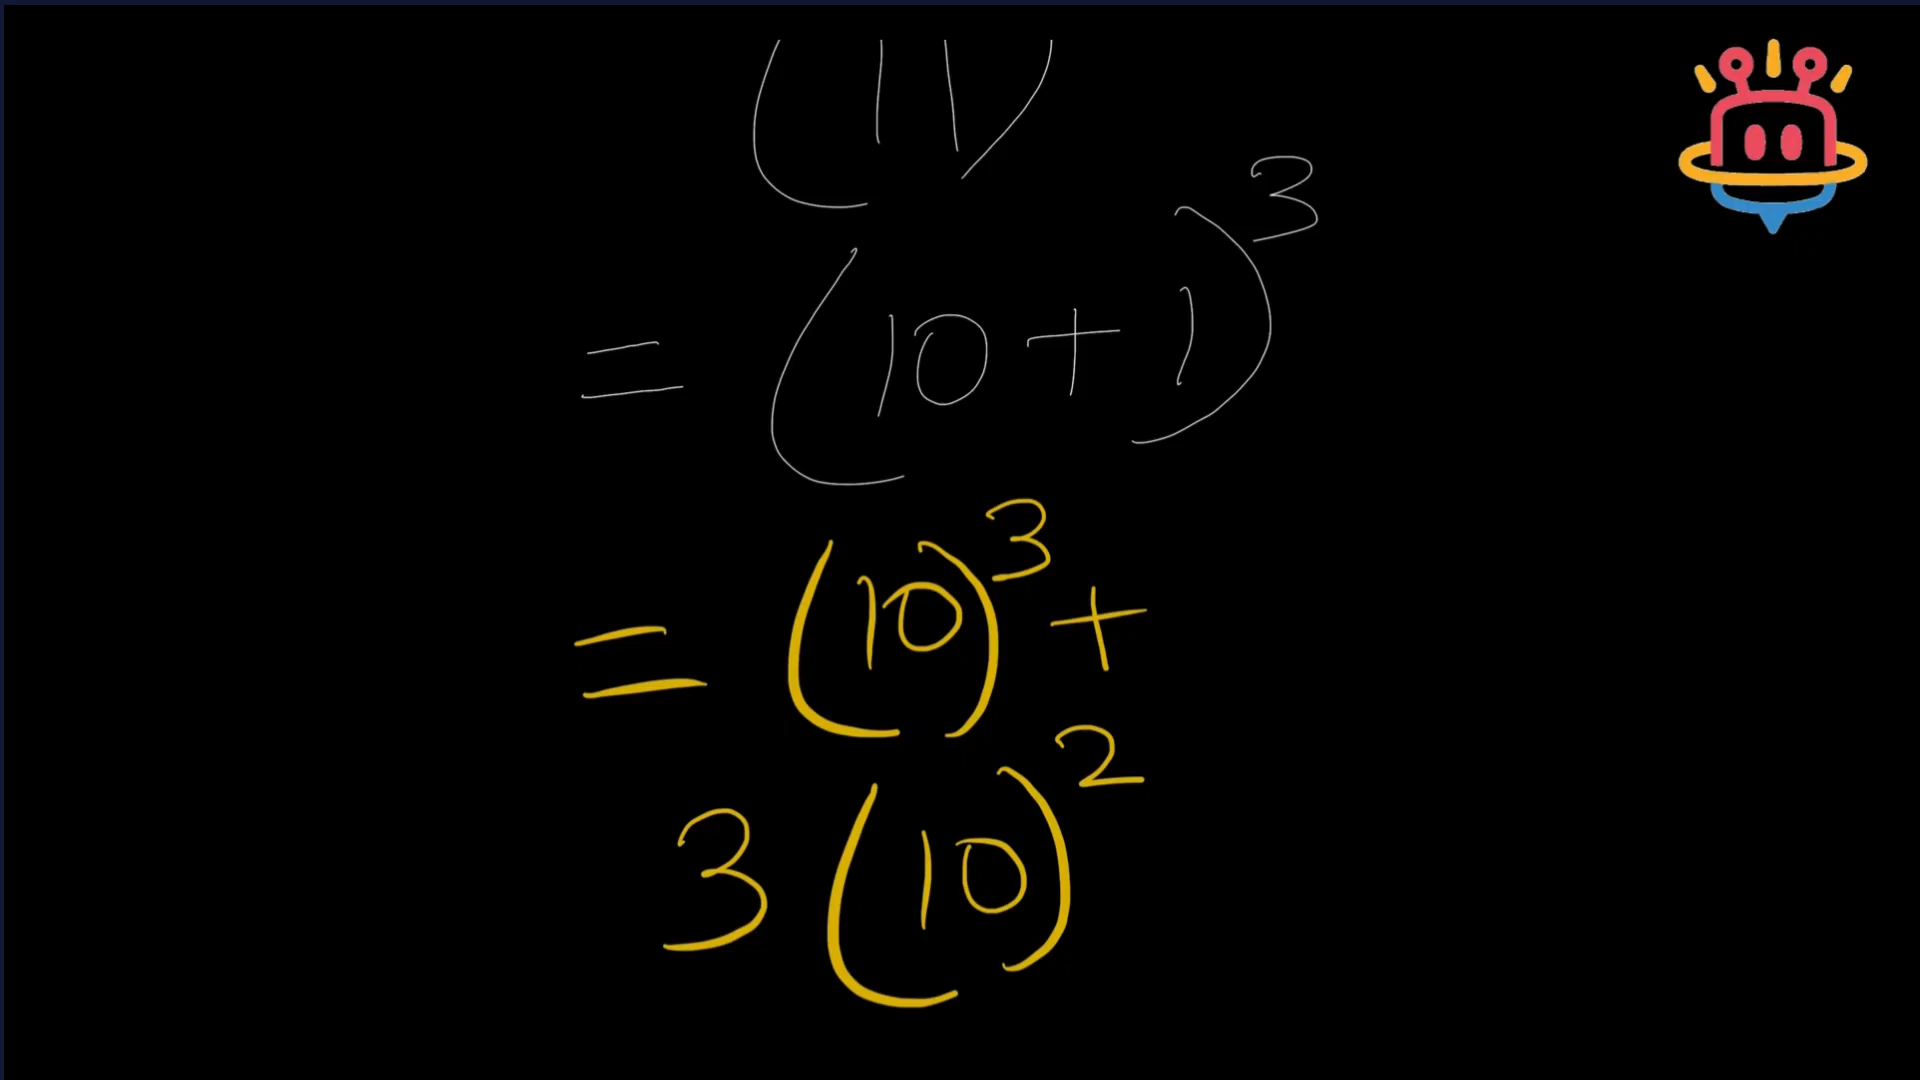 (11)
= (10 + 1)³
= (10)³ +
3 (10)²